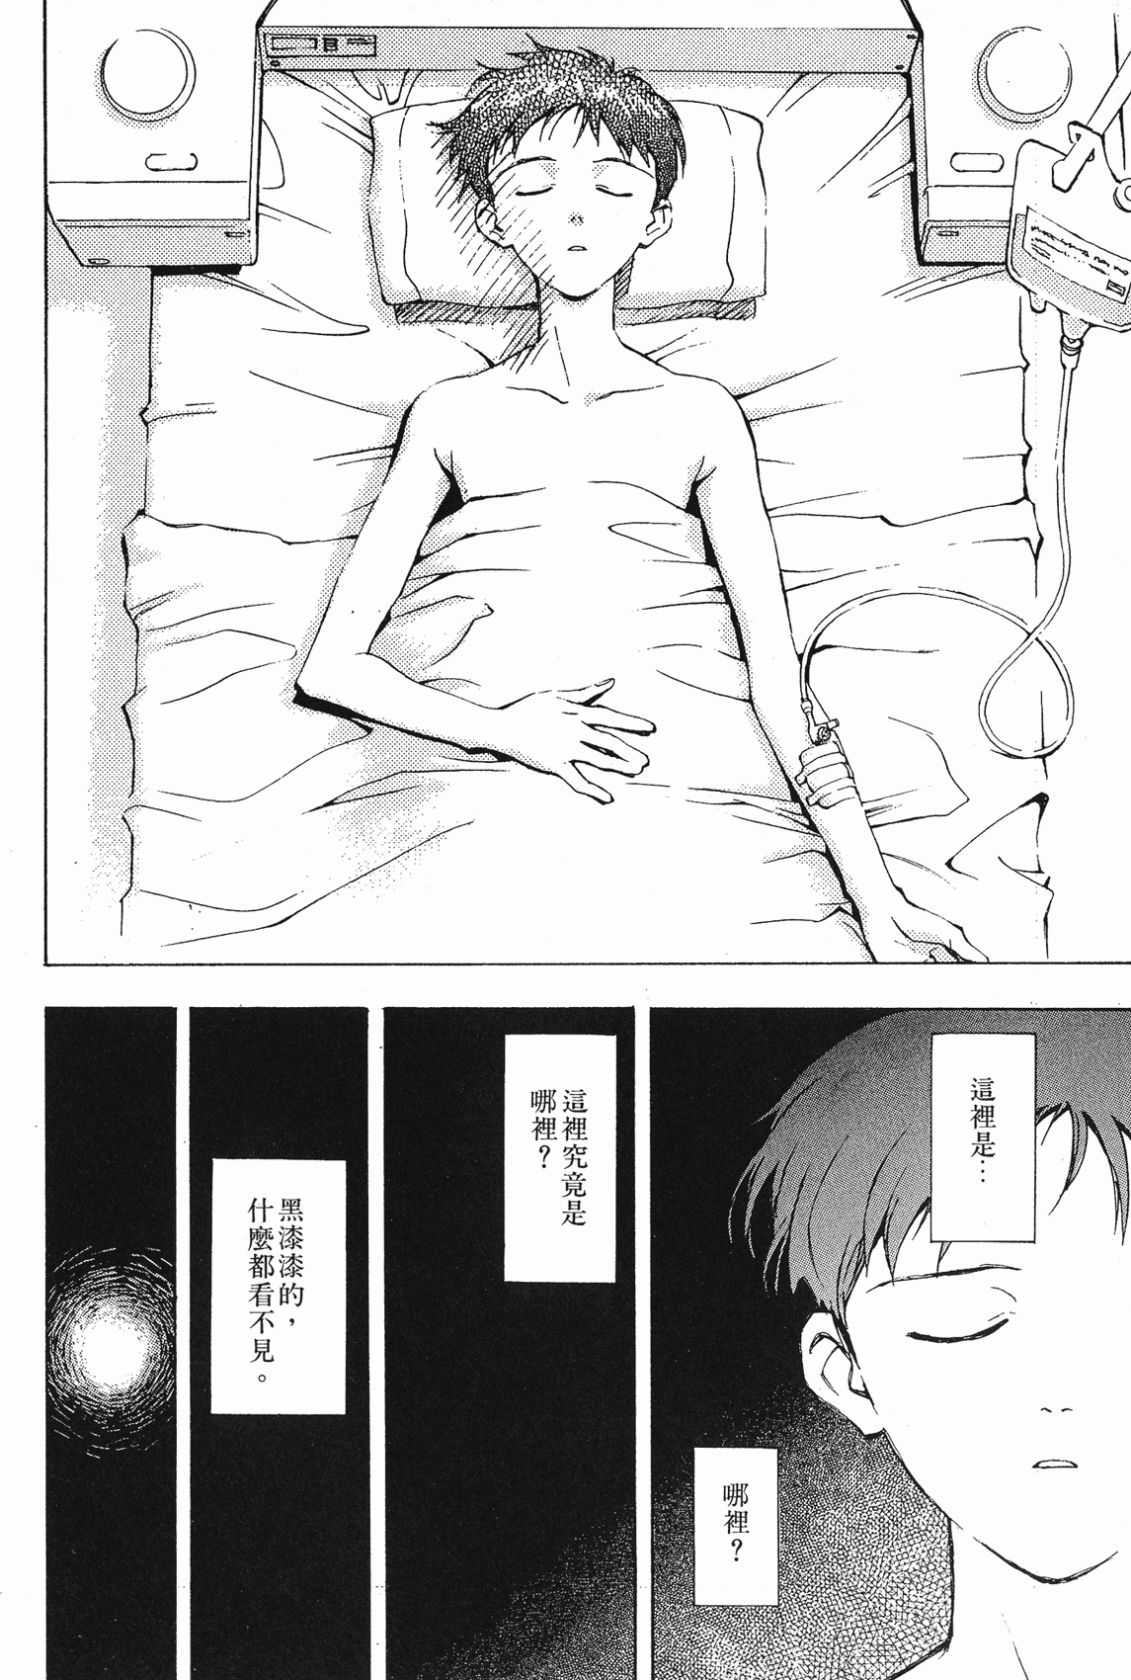 這裡是…
哪裡？
這裡究竟是
哪裡？
黑漆漆的，
什麼都看不見。